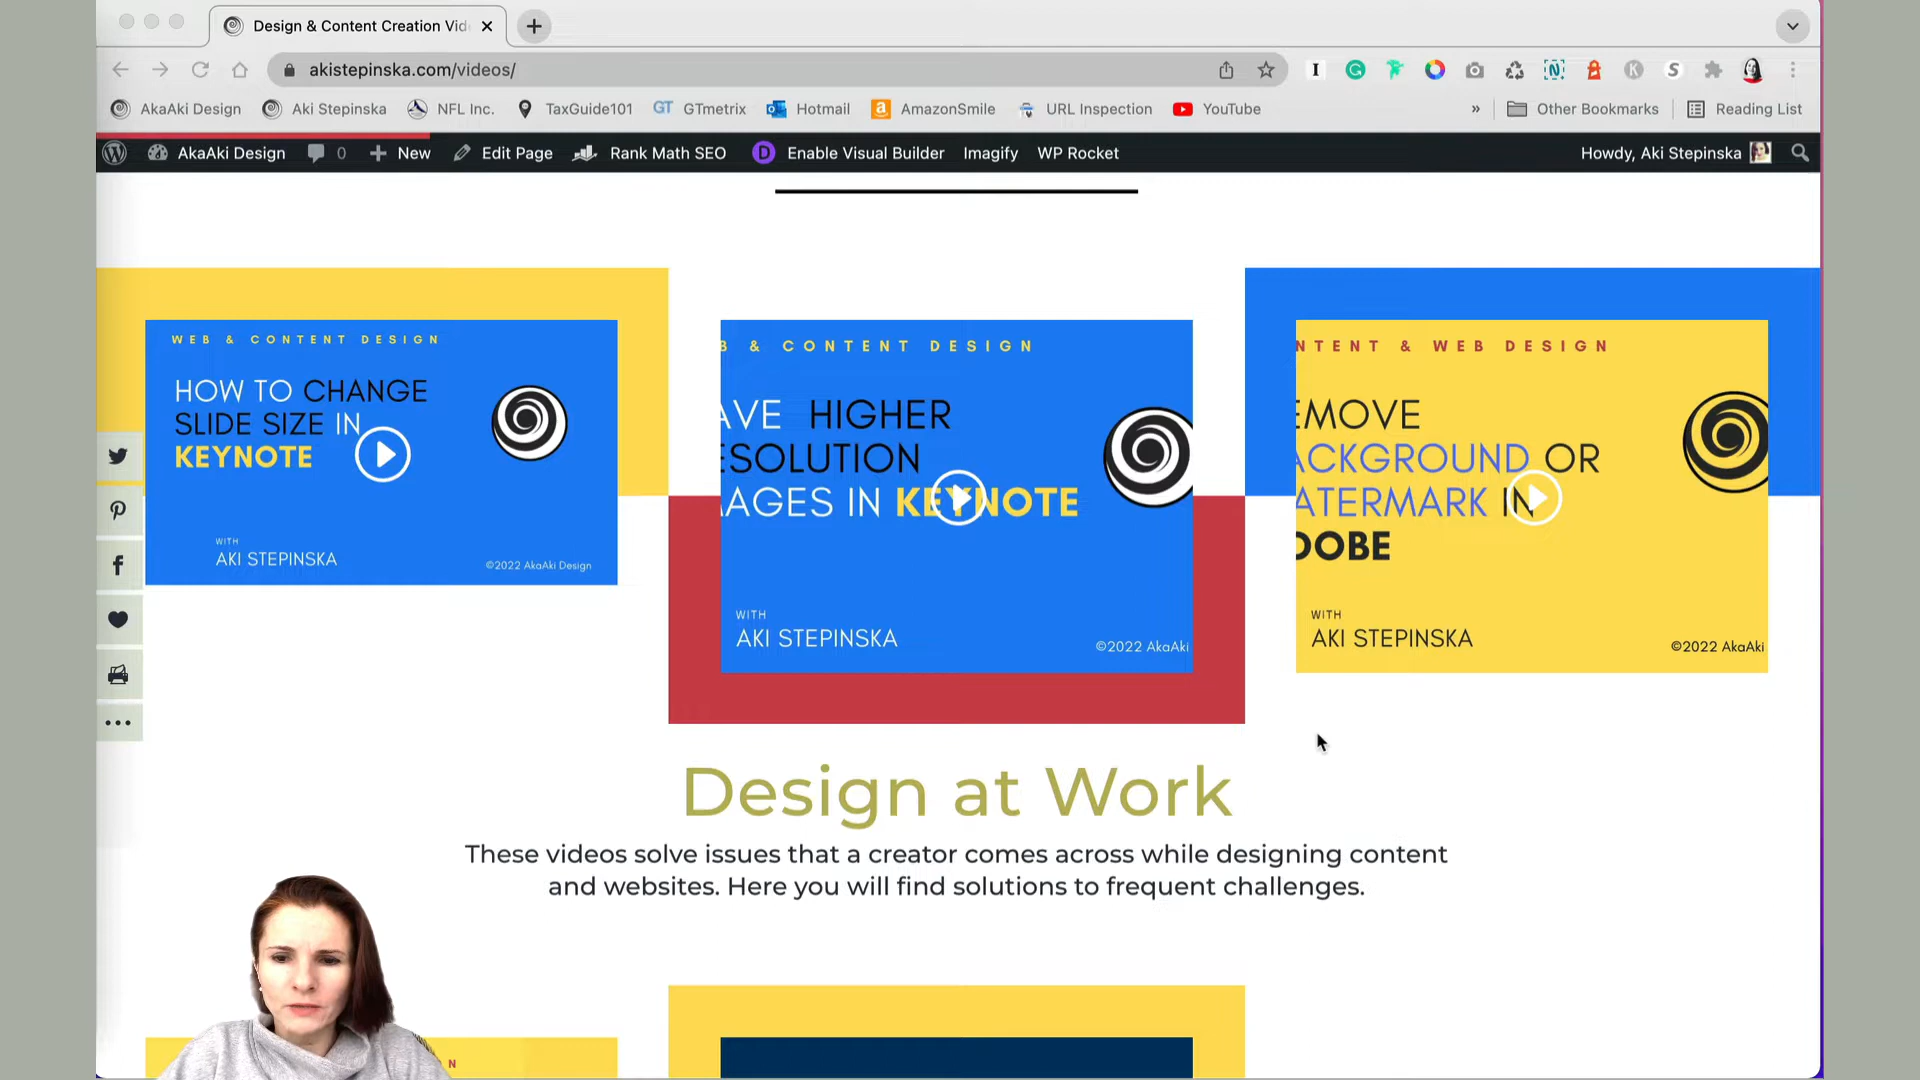 Design & Content Creation Vid
akistepinska.com/videos/
AkaAki Design
Aki Stepinska
NFL Inc.
TaxGuide101
GT
GTmetrix
Hotmail
AmazonSmile
URL Inspection
YouTube
»
Other Bookmarks
Reading List
AkaAki Design
0
New
Edit Page
Rank Math SEO
D
Enable Visual Builder
Imagify
WP Rocket
Howdy, Aki Stepinska
WEB & CONTENT DESIGN
HOW TO CHANGE
SLIDE SIZE IN
KEYNOTE
WITH
AKI STEPINSKA
©2022 AkaAki Design
B & CONTENT DESIGN
AVE HIGHER
ESOLUTION
AGES IN KEYNOTE
WITH
AKI STEPINSKA
©2022 AkaAki
NTENT & WEB DESIGN
EMOVE
ACKGROUND OR
ATERMARK IN
DOBE
WITH
AKI STEPINSKA
©2022 AkaAki
Design at Work
These videos solve issues that a creator comes across while designing content
and websites. Here you will find solutions to frequent challenges.
N